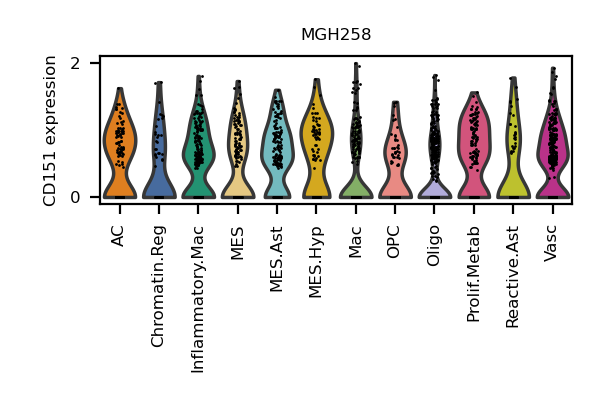 MGH258
CD151 expression
2
0
AC
Chromatin.Reg
Inflammatory.Mac
MES
MES.Ast
MES.Hyp
Mac
OPC
Oligo
Prolif.Metab
Reactive.Ast
Vasc